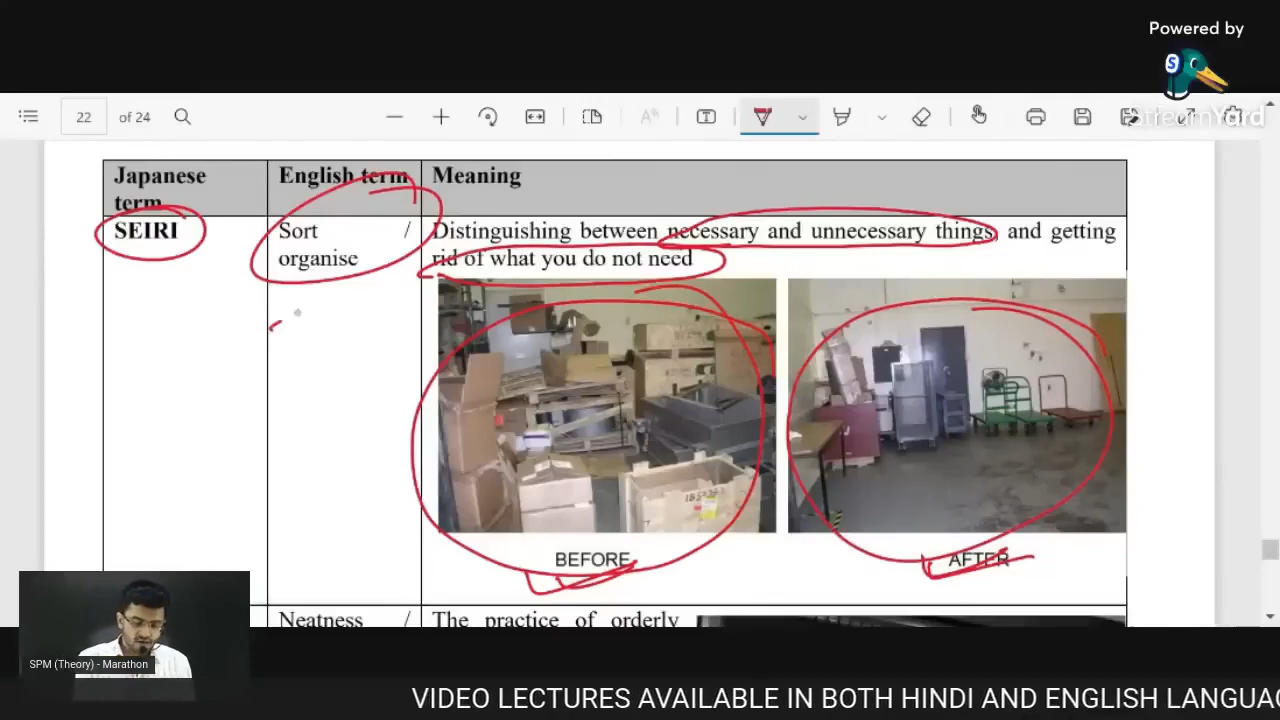 Powered by
S
StreamYard
22 of 24
Japanese term
English term
Meaning
SEIRI
Sort / organise
Distinguishing between necessary and unnecessary things, and getting
rid of what you do not need
BEFORE
AFTER
Neatness /
The practice of orderly
SPM (Theory) - Marathon
VIDEO LECTURES AVAILABLE IN BOTH HINDI AND ENGLISH LANGUA